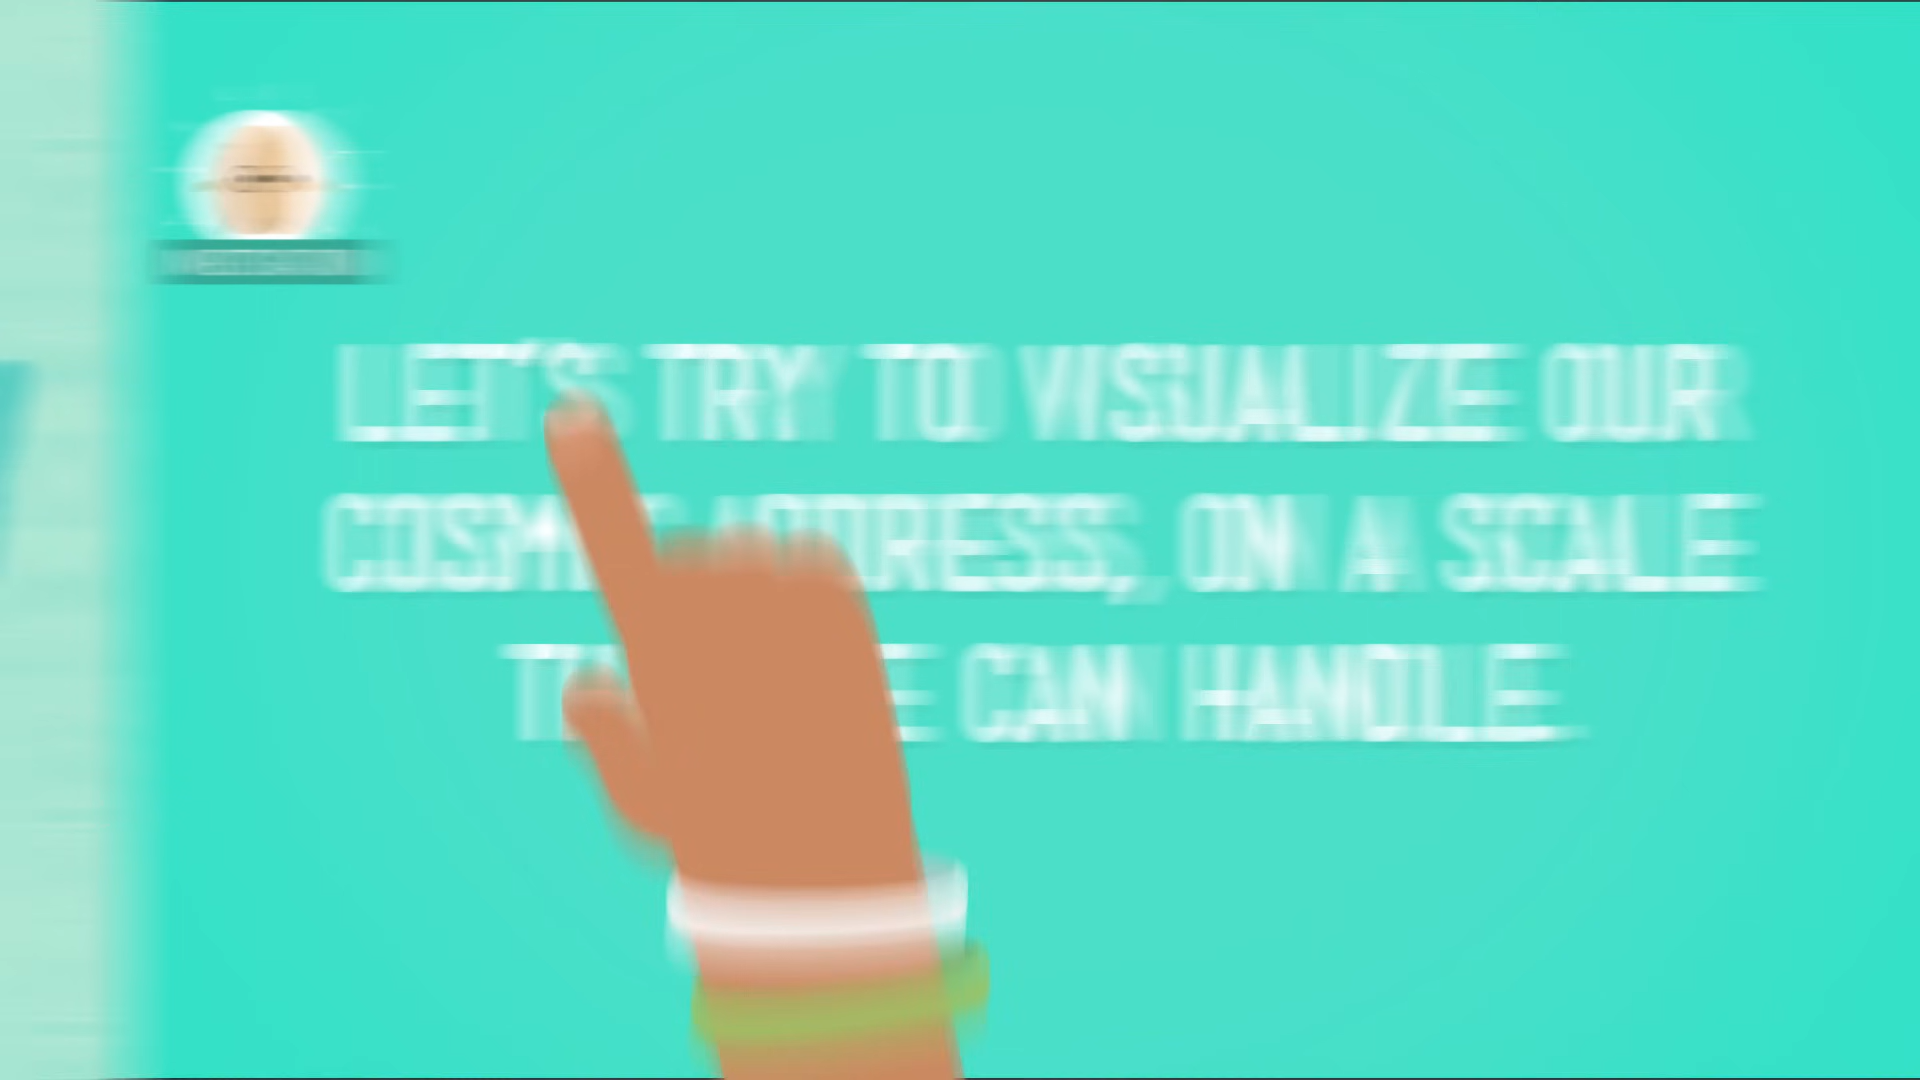 LET'S TRY TO VISUALIZE OUR
COSMIC ADDRESS, ON A SCALE
CAN HANDLE.